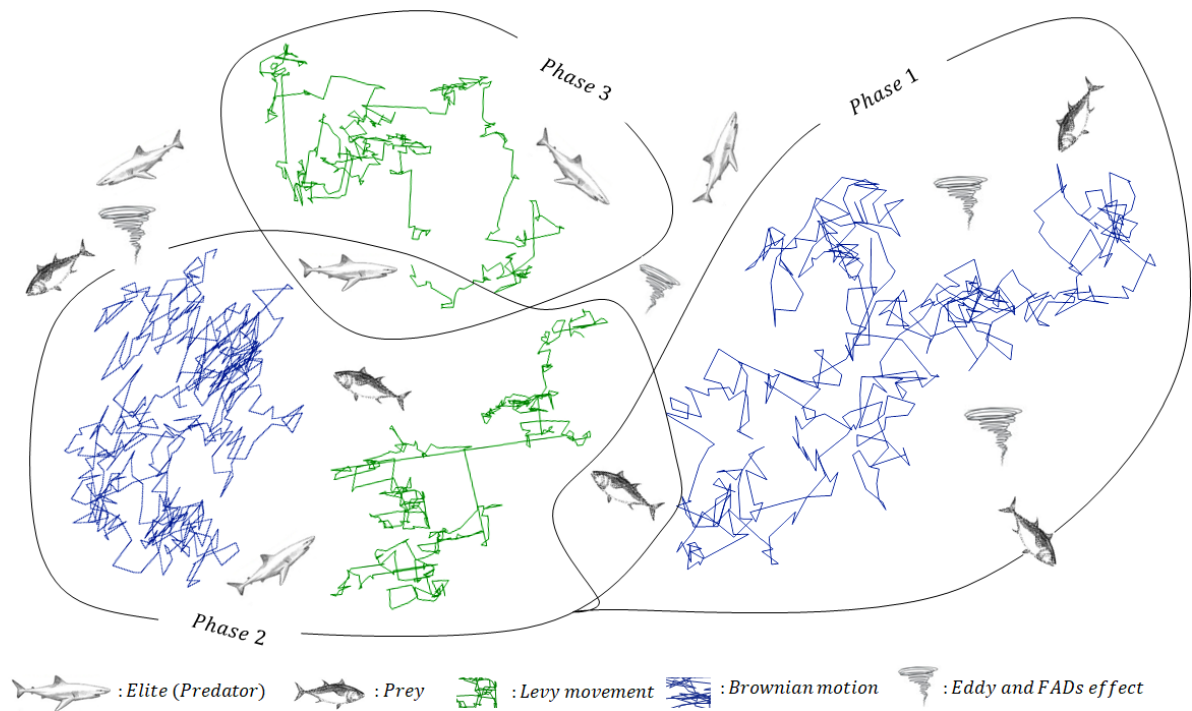 Phase 3
Phase 1
Phase 2
: Elite (Predator)
: Prey
: Levy movement
: Brownian motion
: Eddy and FADs effect